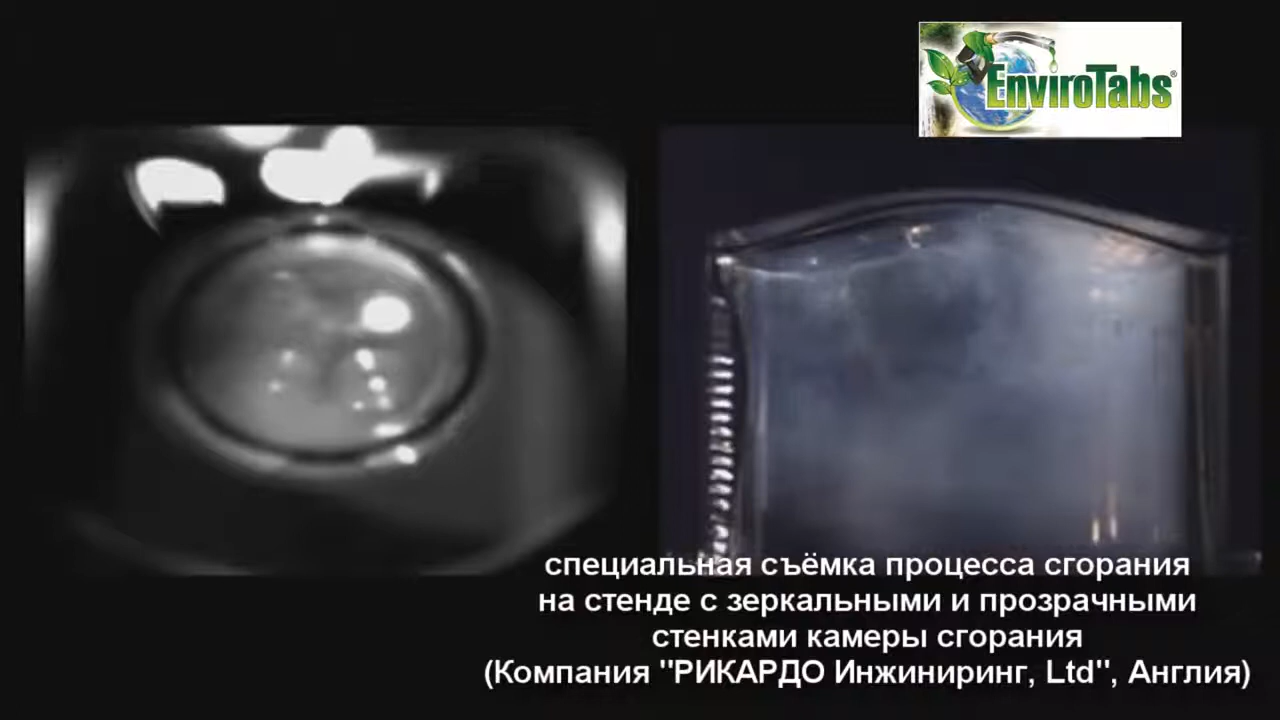 EnviroTabs®
специальная съёмка процесса сгорания
на стенде с зеркальными и прозрачными
стенками камеры сгорания
(Компания "РИКАРДО Инжиниринг, Ltd", Англия)